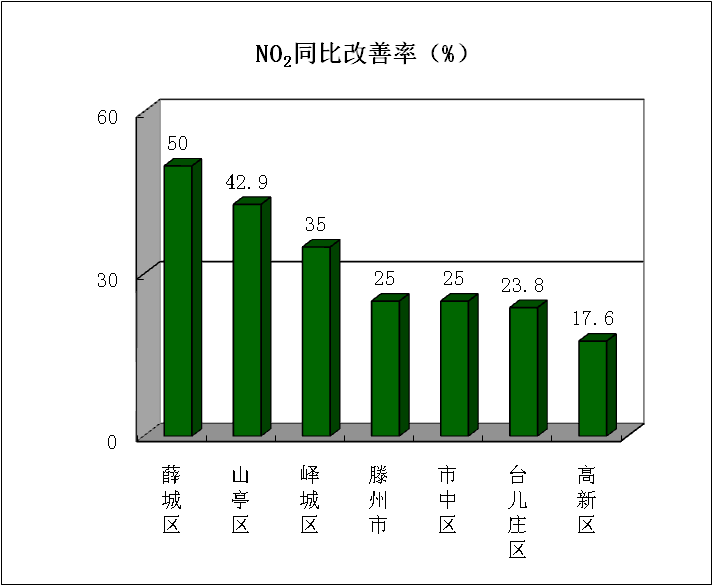 NO₂同比改善率（%）
60
30
0
50
42.9
35
25
25
23.8
17.6
薛城区
山亭区
峄城区
滕州市
市中区
台儿庄区
高新区